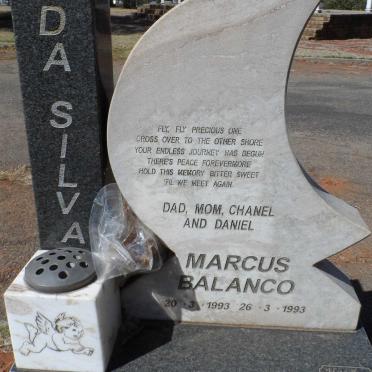 DA SILVA
FLY, FLY PRECIOUS ONE
CROSS OVER TO THE OTHER SHORE
YOUR ENDLESS JOURNEY HAS BEGUN
THERE'S PEACE FOREVERMORE
HOLD THIS MEMORY BITTER SWEET
'TIL WE MEET AGAIN.
DAD, MOM, CHANEL
AND DANIEL
MARCUS
BALANCO
20-3-1993 26-3-1993